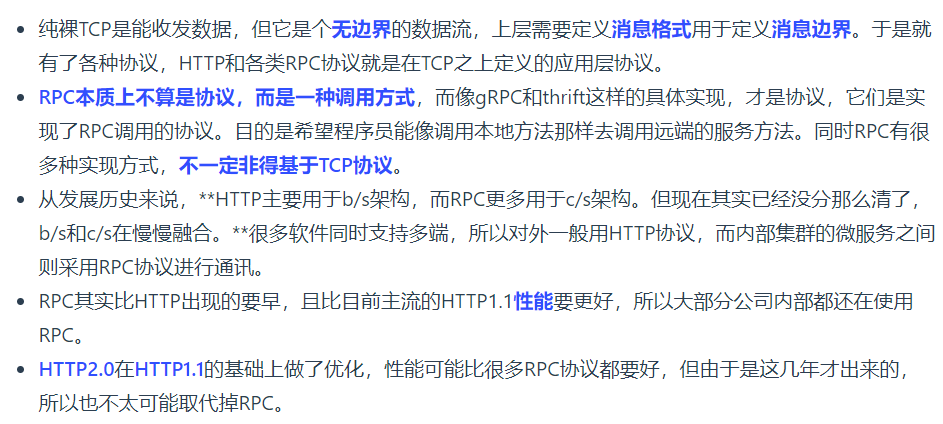 纯裸TCP是能收发数据，但它是个无边界的数据流，上层需要定义消息格式用于定义消息边界。于是就
有了各种协议，HTTP和各类RPC协议就是在TCP之上定义的应用层协议。
RPC本质上不算是协议，而是一种调用方式，而像gRPC和thrift这样的具体实现，才是协议，它们是实
现了RPC调用的协议。目的是希望程序员能像调用本地方法那样去调用远端的服务方法。同时RPC有很
多种实现方式，不一定非得基于TCP协议。
从发展历史来说，**HTTP主要用于b/s架构，而RPC更多用于c/s架构。但现在其实已经没分那么清了，
b/s和c/s在慢慢融合。**很多软件同时支持多端，所以对外一般用HTTP协议，而内部集群的微服务之间
则采用RPC协议进行通讯。
RPC其实比HTTP出现的要早，且比目前主流的HTTP1.1性能要更好，所以大部分公司内部都还在使用
RPC。
HTTP2.0在HTTP1.1的基础上做了优化，性能可能比很多RPC协议都要好，但由于是这几年才出来的，
所以也不太可能取代掉RPC。